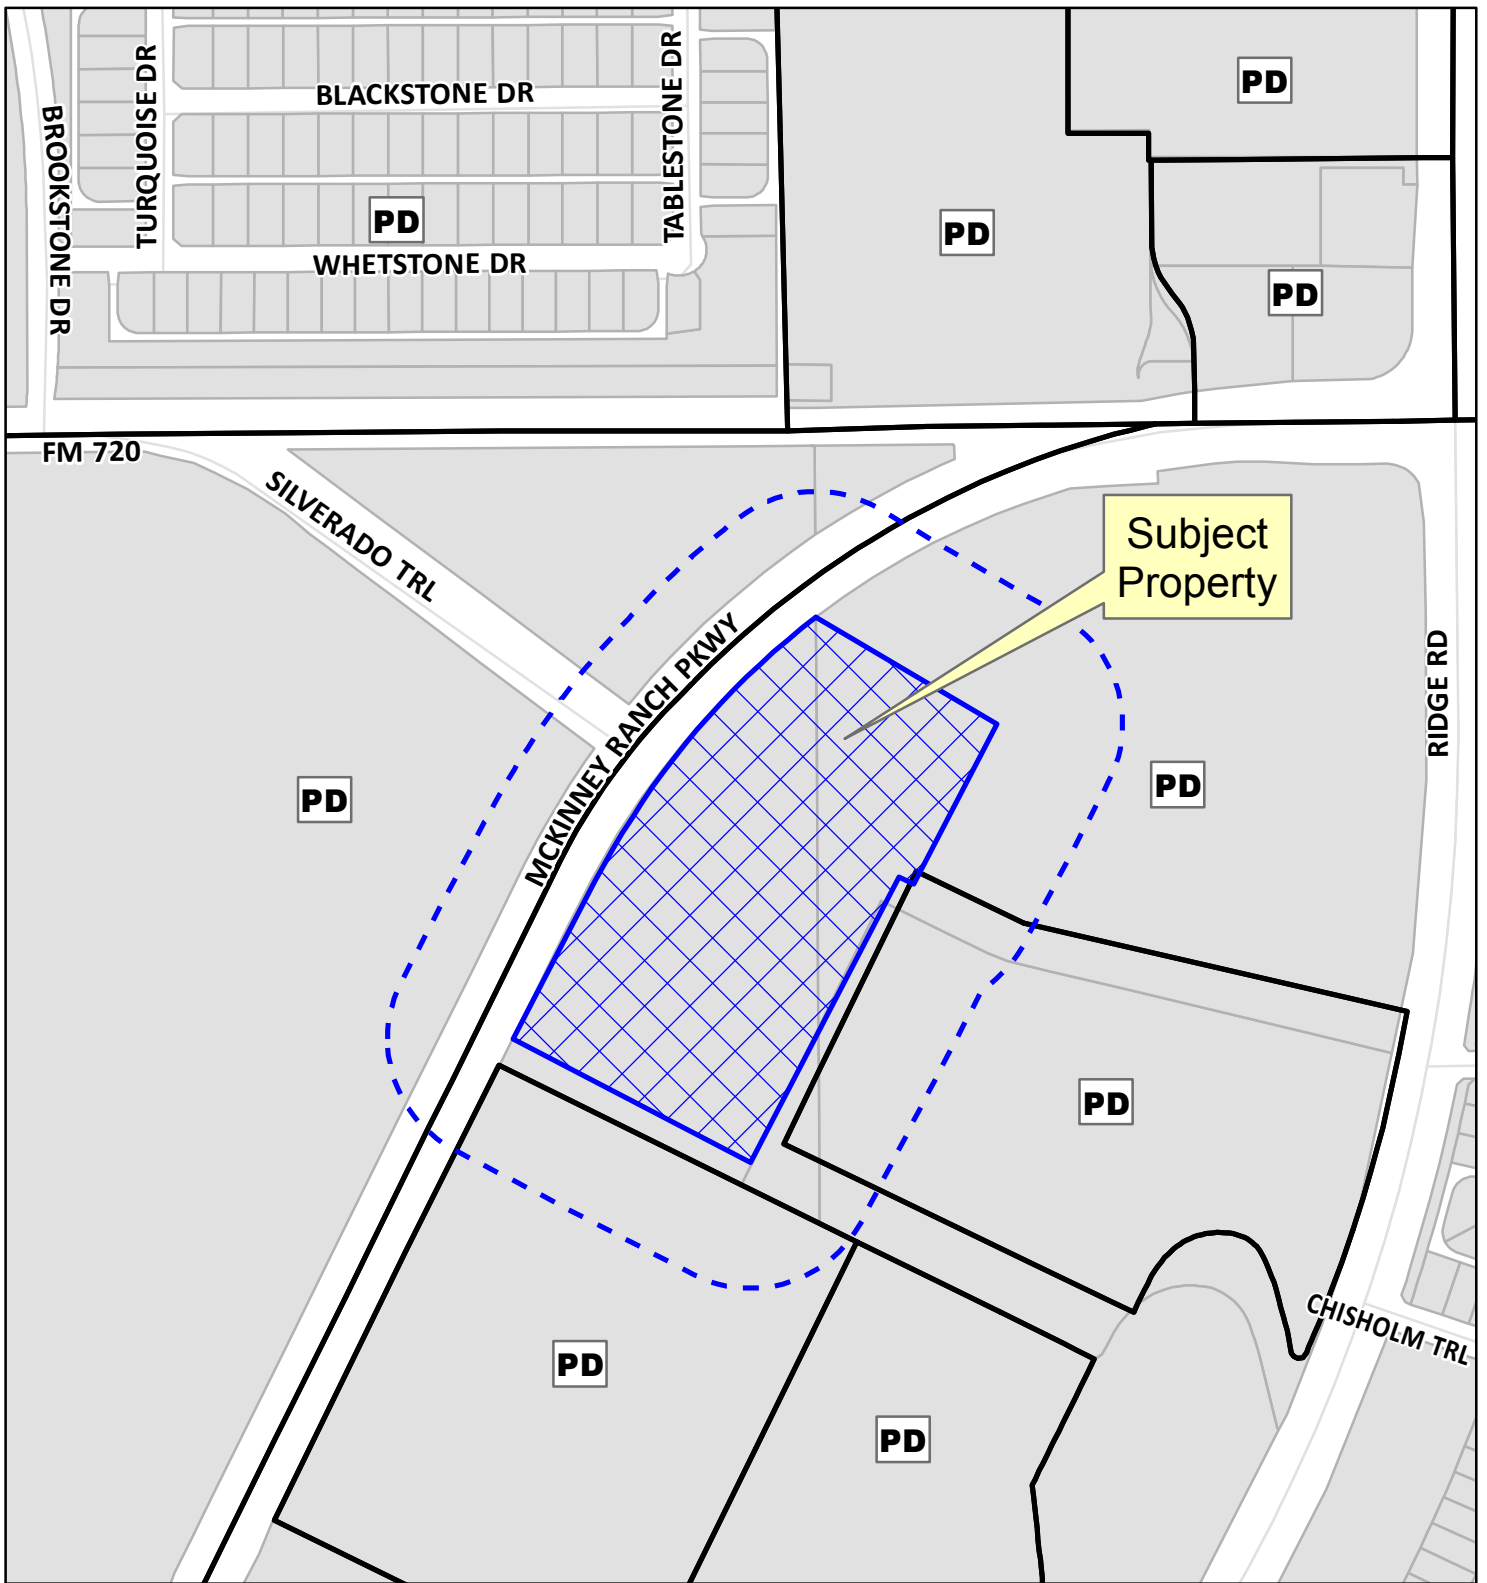 PD
TURQUOISE DR
BLACKSTONE DR
TABLESTONE DR
BROOKSTONE DR
PD
PD
WHETSTONE DR
PD
FM 720
SILVERADO TRL
Subject
Property
MCKINNEY RANCH PKWY
RIDGE RD
PD
PD
PD
CHISHOLM TRL
PD
PD